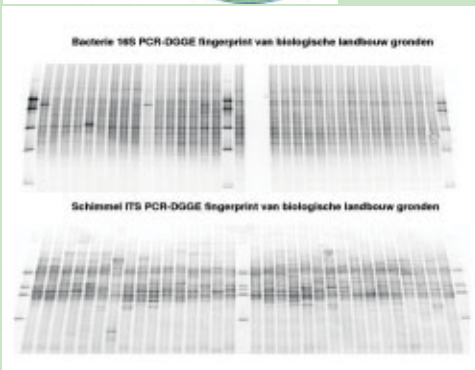 Bacterie 16S PCR-DGGE fingerprint van biologische landbouw gronden
Schimmel ITS PCR-DGGE fingerprint van biologische landbouw gronden